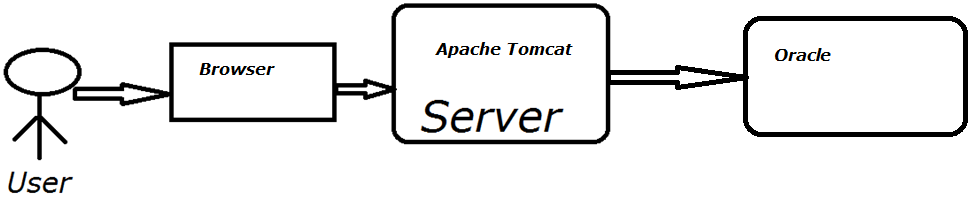 User
Browser
Apache Tomcat
Server
Oracle